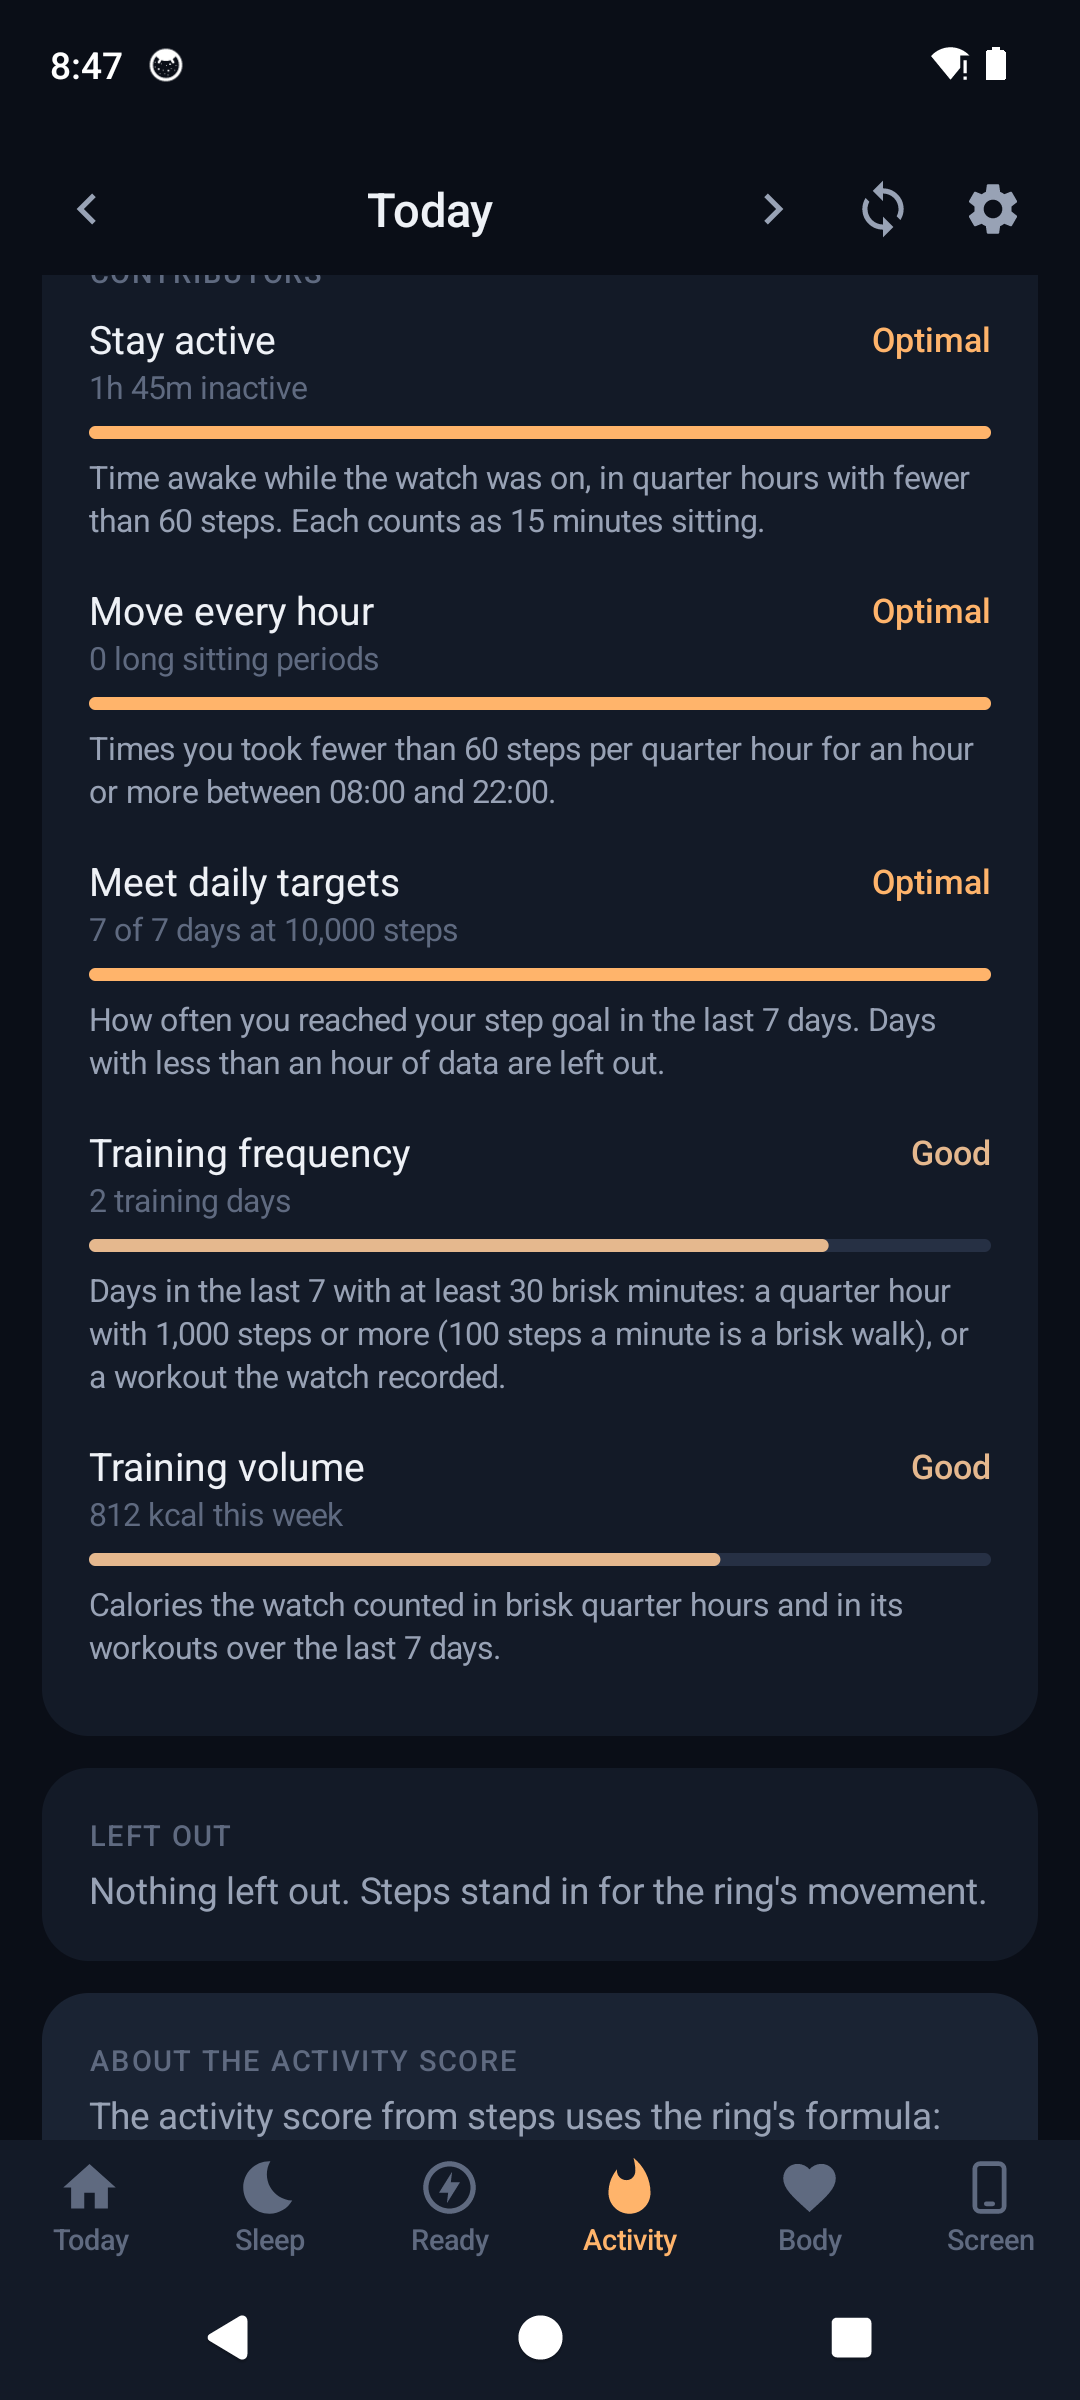 8:47
Today
CONTRIBUTORS
Stay active
Optimal
1h 45m inactive
Time awake while the watch was on, in quarter hours with fewer
than 60 steps. Each counts as 15 minutes sitting.
Move every hour
Optimal
0 long sitting periods
Times you took fewer than 60 steps per quarter hour for an hour
or more between 08:00 and 22:00.
Meet daily targets
Optimal
7 of 7 days at 10,000 steps
How often you reached your step goal in the last 7 days. Days
with less than an hour of data are left out.
Training frequency
Good
2 training days
Days in the last 7 with at least 30 brisk minutes: a quarter hour
with 1,000 steps or more (100 steps a minute is a brisk walk), or
a workout the watch recorded.
Training volume
Good
812 kcal this week
Calories the watch counted in brisk quarter hours and in its
workouts over the last 7 days.
LEFT OUT
Nothing left out. Steps stand in for the ring's movement.
ABOUT THE ACTIVITY SCORE
The activity score from steps uses the ring's formula:
Today
Sleep
Ready
Activity
Body
Screen